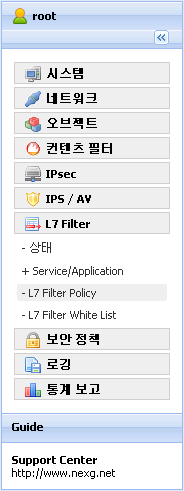 root
시스템
네트워크
오브젝트
컨텐츠 필터
IPsec
IPS / AV
L7 Filter
- 상태
+ Service/Application
- L7 Filter Policy
- L7 Filter White List
보안 정책
로깅
통계 보고
Guide
Support Center
http://www.nexg.net